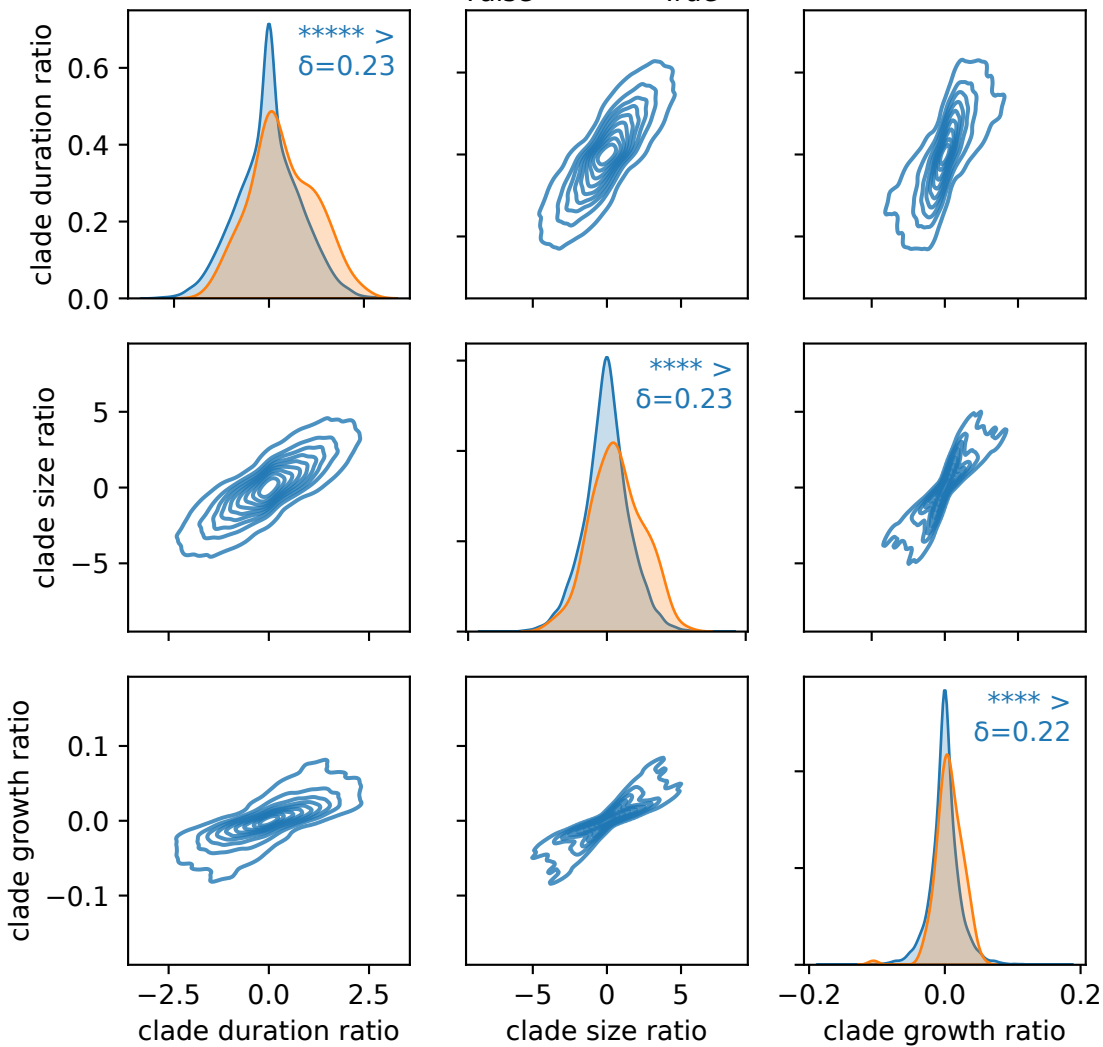 clade duration ratio
0.6
0.4
0.2
0.0
***** >
δ=0.23
clade size ratio
5
0
−5
**** >
δ=0.23
clade growth ratio
0.1
0.0
−0.1
**** >
δ=0.22
−2.5 0.0 2.5
−5 0 5
−0.2 0.0 0.2
clade duration ratio
clade size ratio
clade growth ratio